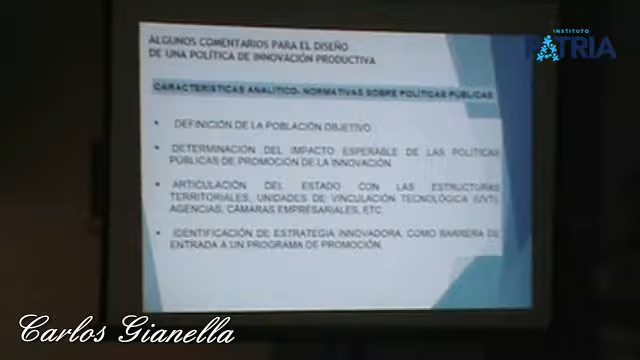 INSTITUTO
PATRIA
ALGUNOS COMENTARIOS PARA EL DISEÑO
DE UNA POLÍTICA DE INNOVACIÓN PRODUCTIVA
CARACTERÍSTICAS ANALÍTICO- NORMATIVAS SOBRE POLÍTICAS PÚBLICAS
• DEFINICIÓN DE LA POBLACIÓN OBJETIVO
• DETERMINACIÓN DEL IMPACTO ESPERABLE DE LAS POLÍTICAS
PÚBLICAS DE PROMOCIÓN DE LA INNOVACIÓN.
• ARTICULACIÓN DEL ESTADO CON LAS ESTRUCTURAS
TERRITORIALES, UNIDADES DE VINCULACIÓN TECNOLÓGICA (UVT)
AGENCIAS, CÁMARAS EMPRESARIALES, ETC.
• IDENTIFICACIÓN DE ESTRATEGIA INNOVADORA, COMO BARRERA DE
ENTRADA A UN PROGRAMA DE PROMOCIÓN.
Carlos Gianella